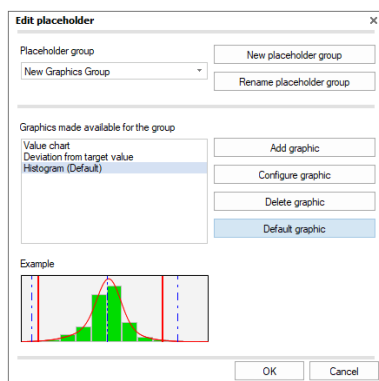 Edit placeholder
Placeholder group
New Graphics Group
New placeholder group
Rename placeholder group
Graphics made available for the group
Value chart
Deviation from target value
Histogram (Default)
Add graphic
Configure graphic
Delete graphic
Default graphic
Example
OK
Cancel